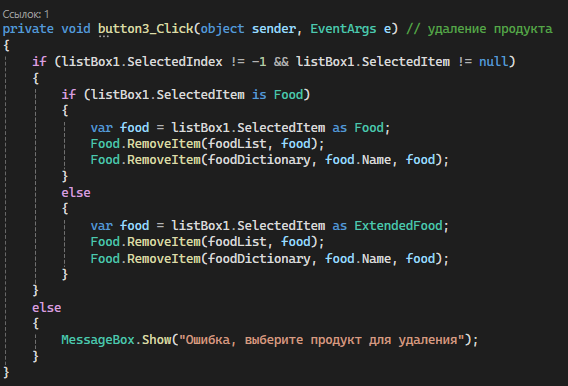 Ссылок: 1
private void button3_Click(object sender, EventArgs e) // удаление продукта
{
    if (listBox1.SelectedIndex != -1 && listBox1.SelectedItem != null)
    {
        if (listBox1.SelectedItem is Food)
        {
            var food = listBox1.SelectedItem as Food;
            Food.RemoveItem(foodList, food);
            Food.RemoveItem(foodDictionary, food.Name, food);
        }
        else
        {
            var food = listBox1.SelectedItem as ExtendedFood;
            Food.RemoveItem(foodList, food);
            Food.RemoveItem(foodDictionary, food.Name, food);
        }
    }
    else
    {
        MessageBox.Show("Ошибка, выберите продукт для удаления");
    }
}